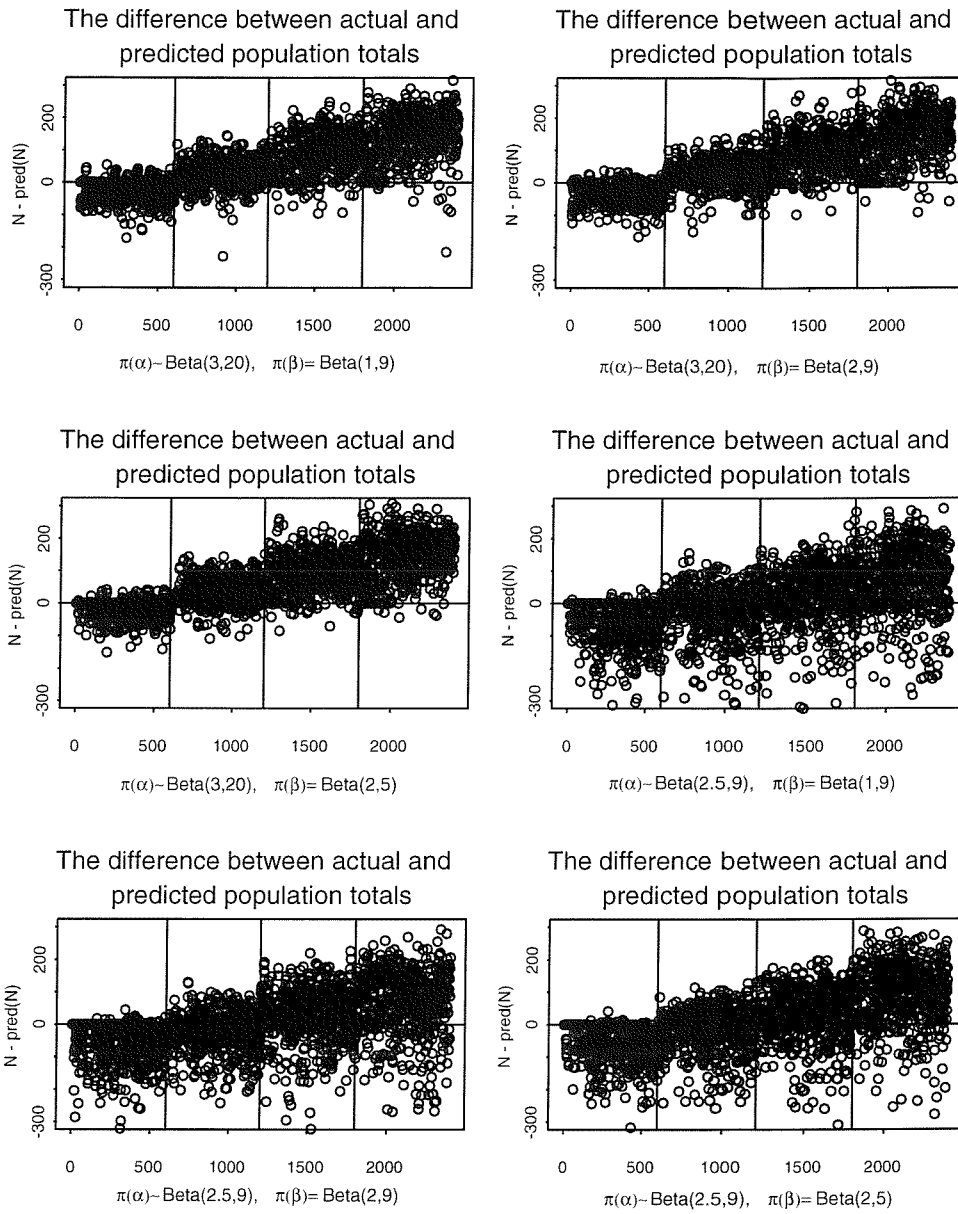 The difference between actual and
predicted population totals
N - pred(N)
200
0
-300
0 500 1000 1500 2000
π(α)~Beta(3,20), π(β)= Beta(1,9)
The difference between actual and
predicted population totals
N - pred(N)
200
0
-300
0 500 1000 1500 2000
π(α)~Beta(3,20), π(β)= Beta(2,9)
The difference between actual and
predicted population totals
N - pred(N)
200
0
-300
0 500 1000 1500 2000
π(α)~Beta(3,20), π(β)= Beta(2,5)
The difference between actual and
predicted population totals
N - pred(N)
200
0
-300
0 500 1000 1500 2000
π(α)~Beta(2.5,9), π(β)= Beta(1,9)
The difference between actual and
predicted population totals
N - pred(N)
200
0
-300
0 500 1000 1500 2000
π(α)~Beta(2.5,9), π(β)= Beta(2,9)
The difference between actual and
predicted population totals
N - pred(N)
200
0
-300
0 500 1000 1500 2000
π(α)~Beta(2.5,9), π(β)= Beta(2,5)